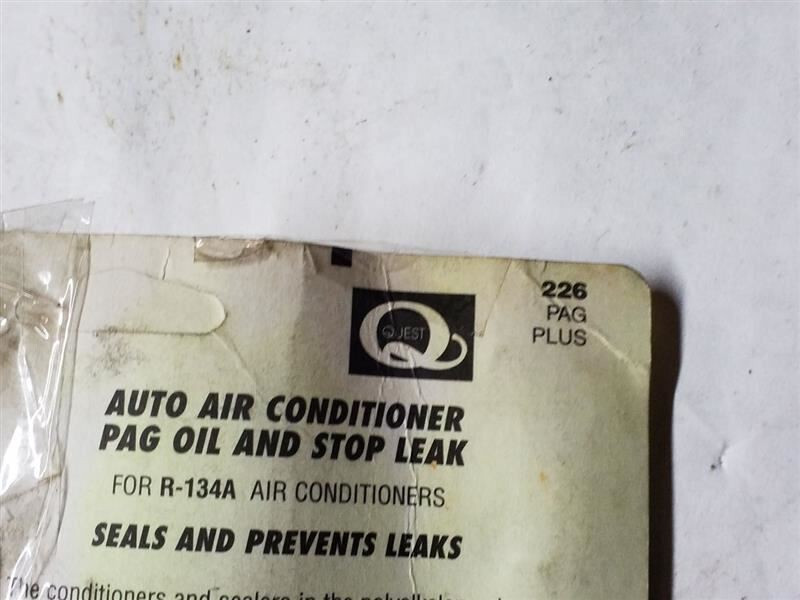 QUEST
226
PAG
PLUS
AUTO AIR CONDITIONER
PAG OIL AND STOP LEAK
FOR R-134A AIR CONDITIONERS
SEALS AND PREVENTS LEAKS
The conditioners and sealers in the